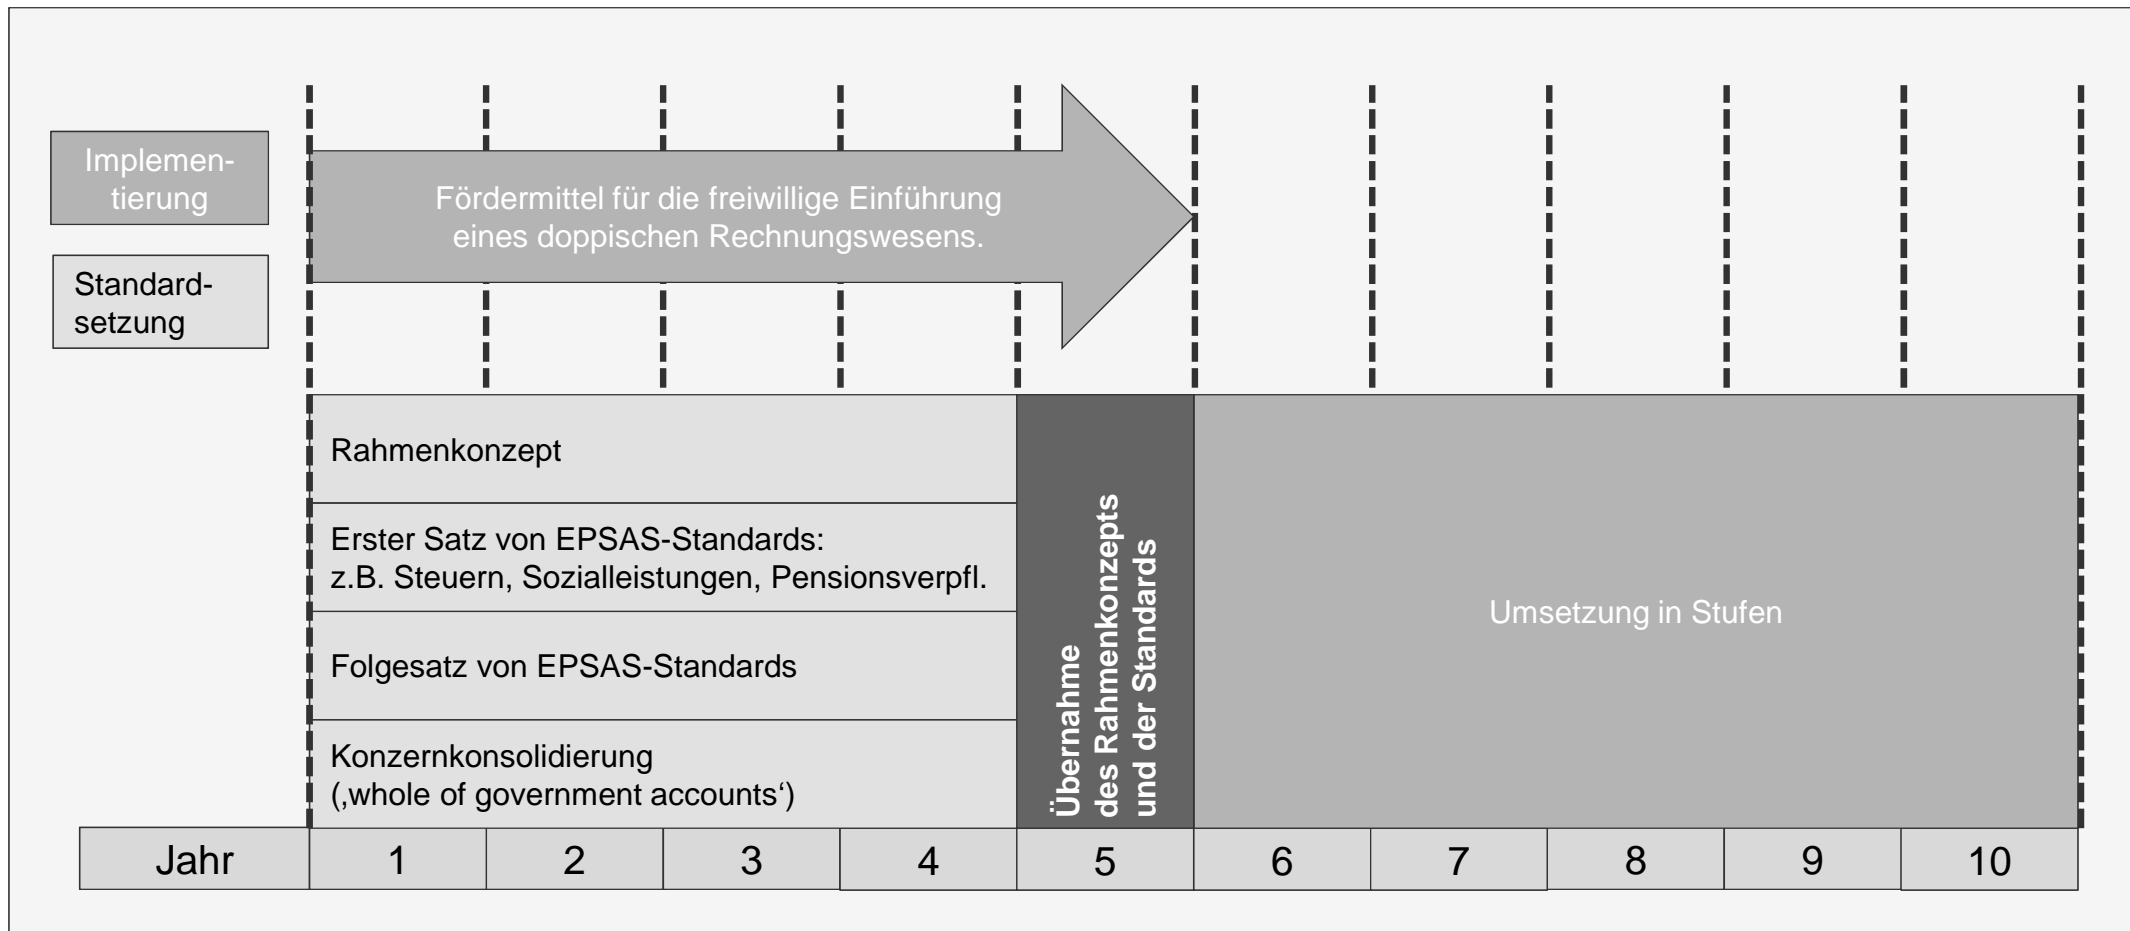 Implemen-
tierung
Fördermittel für die freiwillige Einführung
eines doppischen Rechnungswesens.
Standard-
setzung
Rahmenkonzept
Erster Satz von EPSAS-Standards:
z.B. Steuern, Sozialleistungen, Pensionsverpfl.
Folgesatz von EPSAS-Standards
Konzernkonsolidierung
(‚whole of government accounts‘)
Übernahme
des Rahmenkonzepts
und der Standards
Umsetzung in Stufen
Jahr 1 2 3 4 5 6 7 8 9 10